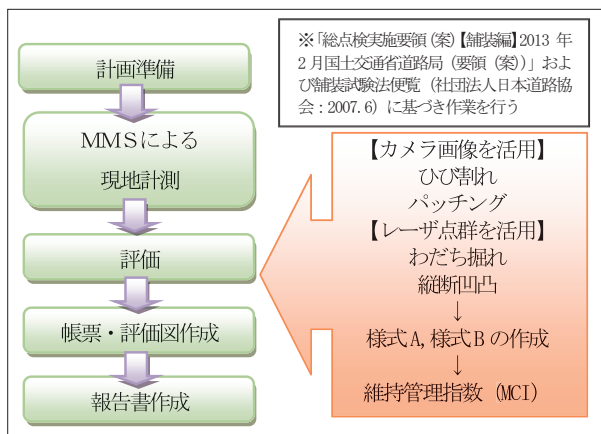 計画準備
MMSによる
現地計測
評価
帳票・評価図作成
報告書作成
※「総点検実施要領(案)【舗装編】2013 年
2月国土交通省道路局(要領(案))」およ
び舗装試験法便覧(社団法人日本道路協
会:2007.6)に基づき作業を行う
【カメラ画像を活用】
ひび割れ
パッチング
【レーザ点群を活用】
わだち掘れ
縦断凹凸
↓
様式A,様式Bの作成
↓
維持管理指数(MCI)